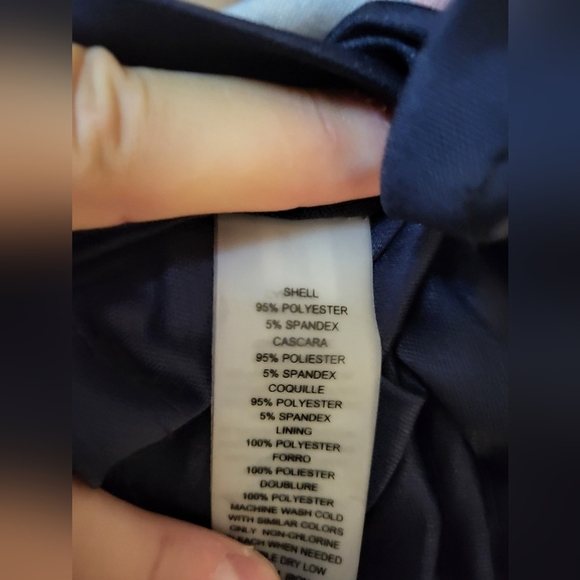 SHELL
95% POLYESTER
5% SPANDEX
CASCARA
95% POLIESTER
5% SPANDEX
COQUILLE
95% POLYESTER
5% SPANDEX
LINING
100% POLYESTER
FORRO
100% POLIESTER
DOUBLURE
100% POLYESTER
MACHINE WASH COLD
WITH SIMILAR COLORS
ONLY NON-CHLORINE
WHEN NEEDED
DRY LOW